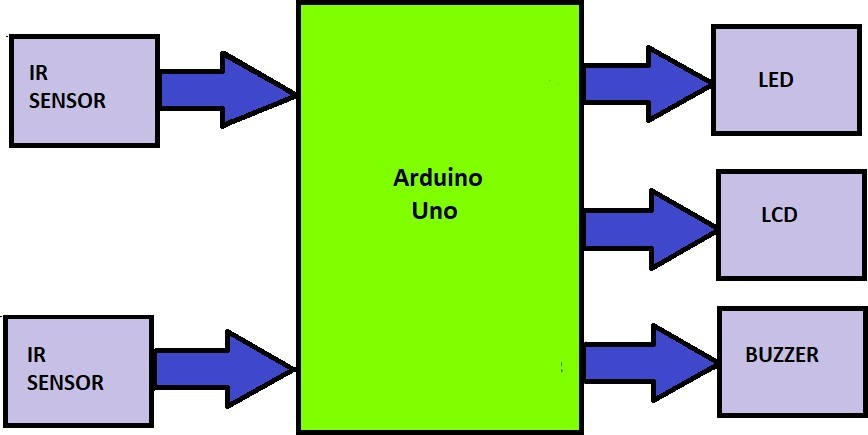 IR
SENSOR
Arduino
Uno
LED
LCD
IR
SENSOR
BUZZER